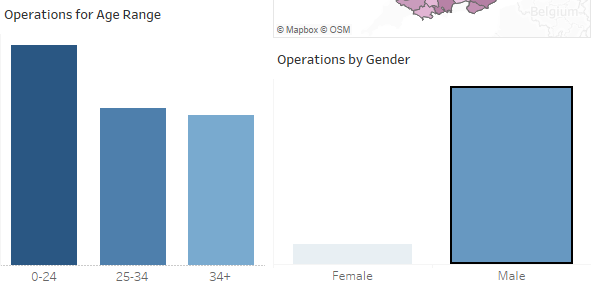 Operations for Age Range
0-24
25-34
34+
Belgium
© Mapbox © OSM
Operations by Gender
Female
Male